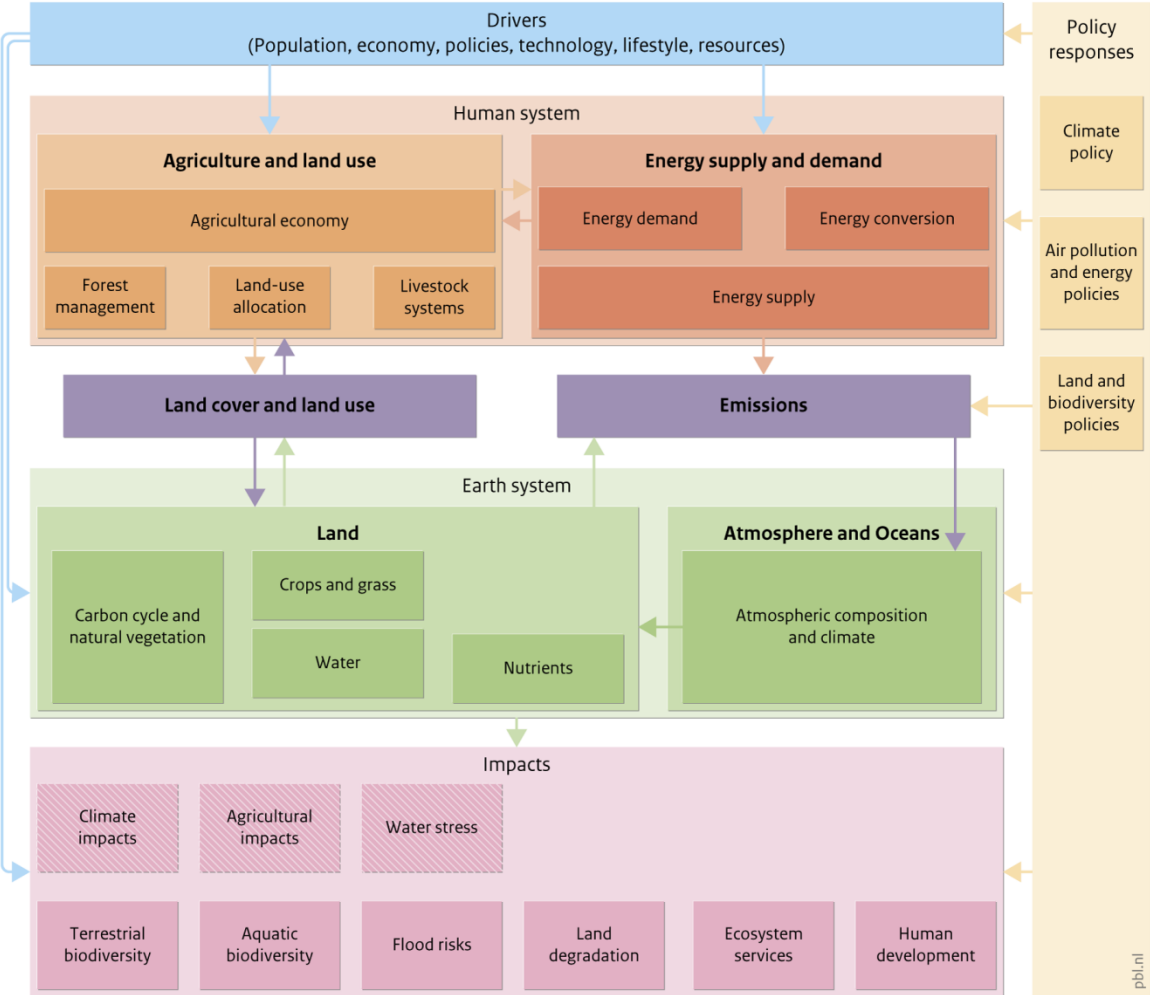 Drivers
(Population, economy, policies, technology, lifestyle, resources)
Policy
responses
Human system
Agriculture and land use
Agricultural economy
Forest
management
Land-use
allocation
Livestock
systems
Energy supply and demand
Energy demand
Energy conversion
Energy supply
Climate
policy
Air pollution
and energy
policies
Land and
biodiversity
policies
Land cover and land use
Emissions
Earth system
Land
Carbon cycle and
natural vegetation
Crops and grass
Water
Nutrients
Atmosphere and Oceans
Atmospheric composition
and climate
Impacts
Climate
impacts
Agricultural
impacts
Water stress
Terrestrial
biodiversity
Aquatic
biodiversity
Flood risks
Land
degradation
Ecosystem
services
Human
development
pbl.nl